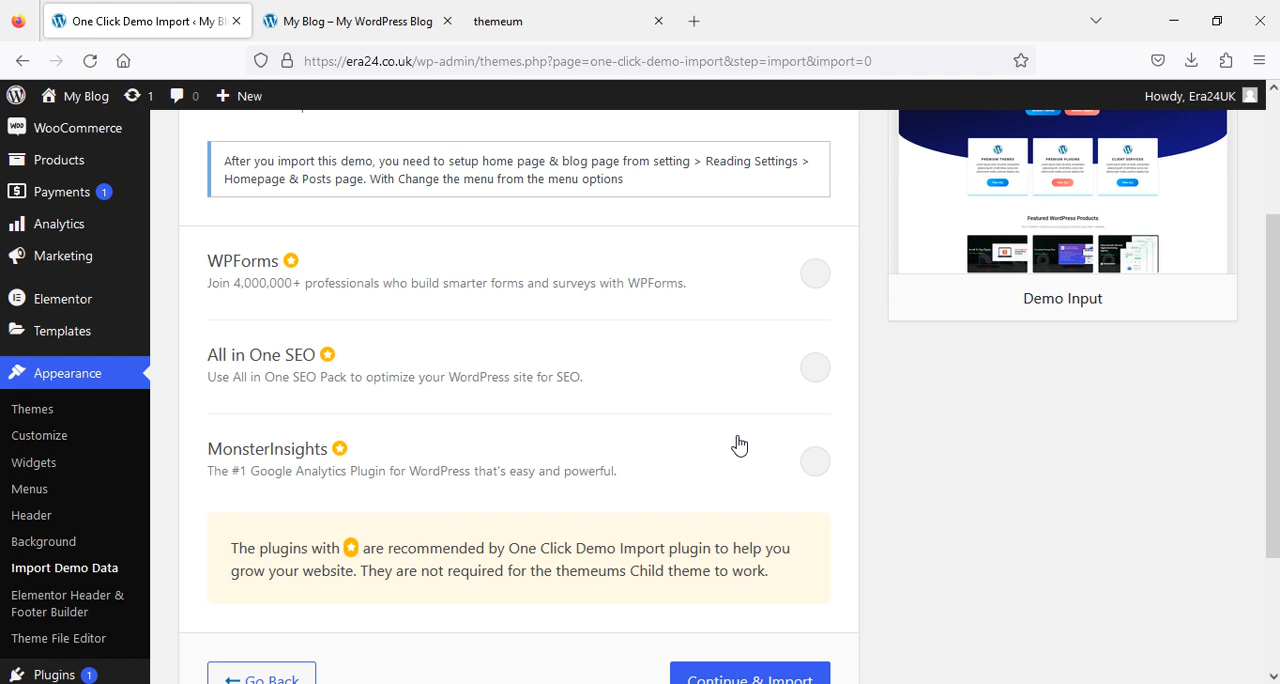 One Click Demo Import ‹ My Bl
My Blog – My WordPress Blog
themeum
https://era24.co.uk/wp-admin/themes.php?page=one-click-demo-import&step=import&import=0
My Blog
1
0
New
Howdy, Era24UK
WooCommerce
Products
Payments 1
Analytics
Marketing
Elementor
Templates
Appearance
Themes
Customize
Widgets
Menus
Header
Background
Import Demo Data
Elementor Header &
Footer Builder
Theme File Editor
Plugins 1
After you import this demo, you need to setup home page & blog page from setting > Reading Settings >
Homepage & Posts page. Wih Choose the menu from the menu options
WPForms
Join 4,000,000+ professionals who build smarter forms and surveys with WPForms.
All in One SEO
Use All in One SEO Pack to optimize your WordPress site for SEO.
MonsterInsights
The #1 Google Analytics Plugin for WordPress that's easy and powerful.
The plugins with are recommended by One Click Demo Import plugin to help you
grow your website. They are not required for the themeums Child theme to work.
Go Back
Continue & Import
PREMIUM THEMES
PREMIUM PLUGINS
CLIENT SERVICES
Featured WordPress Products
Demo Input